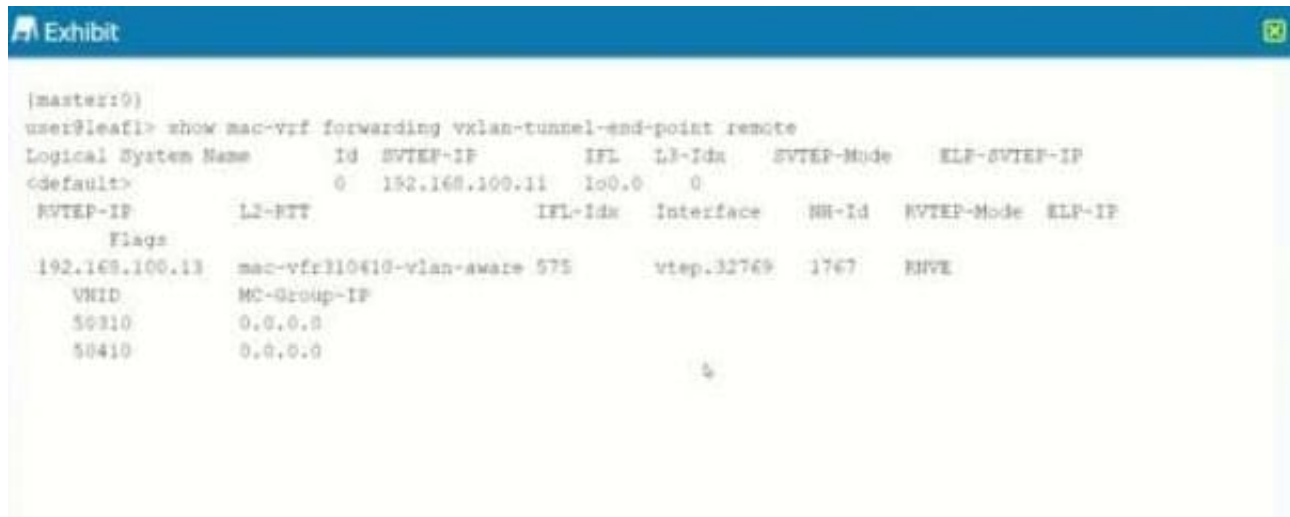 Exhibit
{master:0}
user@leaf1> show mac-vrf forwarding vxlan-tunnel-end-point remote
Logical System Name Id SVTEP-IP IFL L3-Idx SVTEP-Mode ELP-SVTEP-IP
<default> 0 192.168.100.11 lo0.0 0
RVTEP-IP L2-RTT IFL-Idx Interface NH-Id RVTEP-Mode ELP-IP
Flags
192.168.100.13 mac-vfr310410-vlan-aware 575 vtep.32769 1767 RNVE
VNID MC-Group-IP
50310 0.0.0.0
50410 0.0.0.0